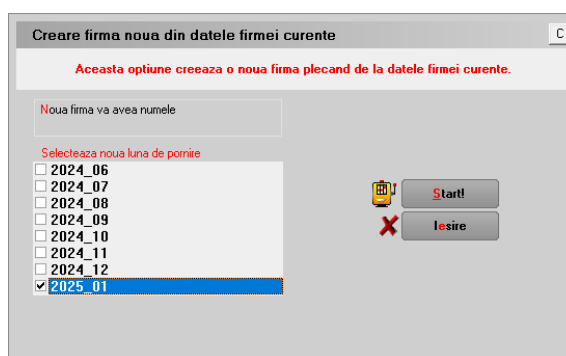 Creare firma noua din datele firmei curente
C
Aceasta optiune creeaza o noua firma plecand de la datele firmei curente.
Noua firma va avea numele
Selecteaza noua luna de pornire
2024_06
2024_07
2024_08
2024_09
2024_10
2024_11
2024_12
2025_01
Start!
Iesire